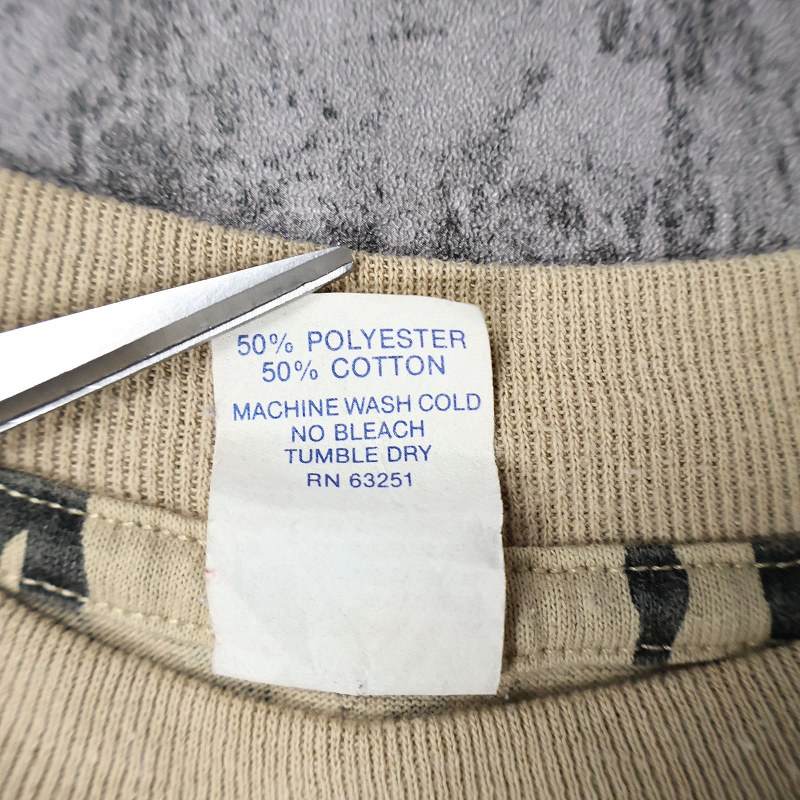 50% POLYESTER
50% COTTON
MACHINE WASH COLD
NO BLEACH
TUMBLE DRY
RN 63251